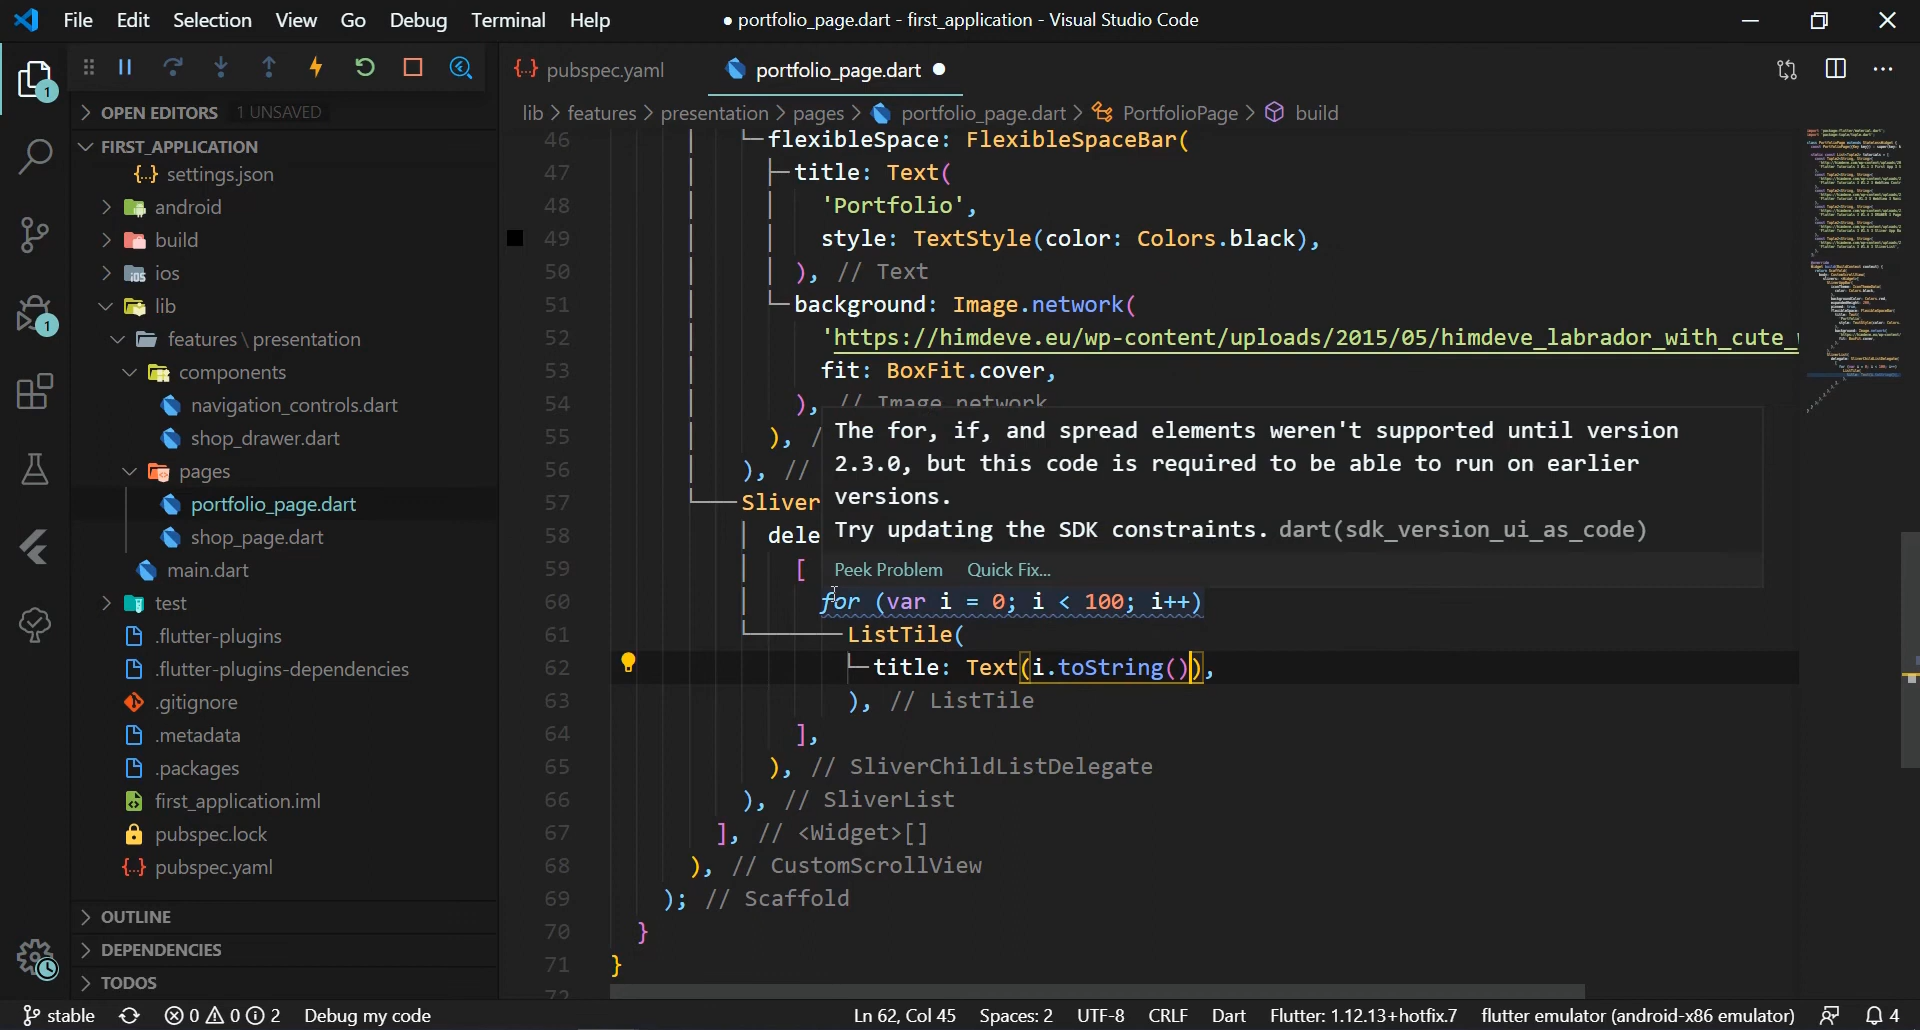 File Edit Selection View Go Debug Terminal Help
● portfolio_page.dart - first_application - Visual Studio Code
pubspec.yaml
portfolio_page.dart ●
1
OPEN EDITORS 1 UNSAVED
lib > features > presentation > pages > portfolio_page.dart > PortfolioPage > build
FIRST_APPLICATION
settings.json
android
build
ios
lib
1
features\presentation
components
navigation_controls.dart
shop_drawer.dart
pages
portfolio_page.dart
shop_page.dart
main.dart
test
.flutter-plugins
.flutter-plugins-dependencies
.gitignore
.metadata
.packages
first_application.iml
pubspec.lock
pubspec.yaml
OUTLINE
DEPENDENCIES
TODOS
46 flexibleSpace: FlexibleSpaceBar(
47 title: Text(
48 'Portfolio',
49 style: TextStyle(color: Colors.black),
50 ), // Text
51 background: Image.network(
52 'https://himdeve.eu/wp-content/uploads/2015/05/himdeve_labrador_with_cute_
53 fit: BoxFit.cover,
54 ), // Image.network
55 ), /
56 ), //
57 Sliver
58 dele
59 [
The for, if, and spread elements weren't supported until version
2.3.0, but this code is required to be able to run on earlier
versions.
Try updating the SDK constraints. dart(sdk_version_ui_as_code)
Peek Problem Quick Fix...
60 for (var i = 0; i < 100; i++)
61 ListTile(
62 title: Text(i.toString()),
63 ), // ListTile
64 ],
65 ), // SliverChildListDelegate
66 ), // SliverList
67 ], // <Widget>[]
68 ), // CustomScrollView
69 ); // Scaffold
70 }
71 }
72
stable 0 0 2 Debug my code Ln 62, Col 45 Spaces: 2 UTF-8 CRLF Dart Flutter: 1.12.13+hotfix.7 flutter emulator (android-x86 emulator) 4